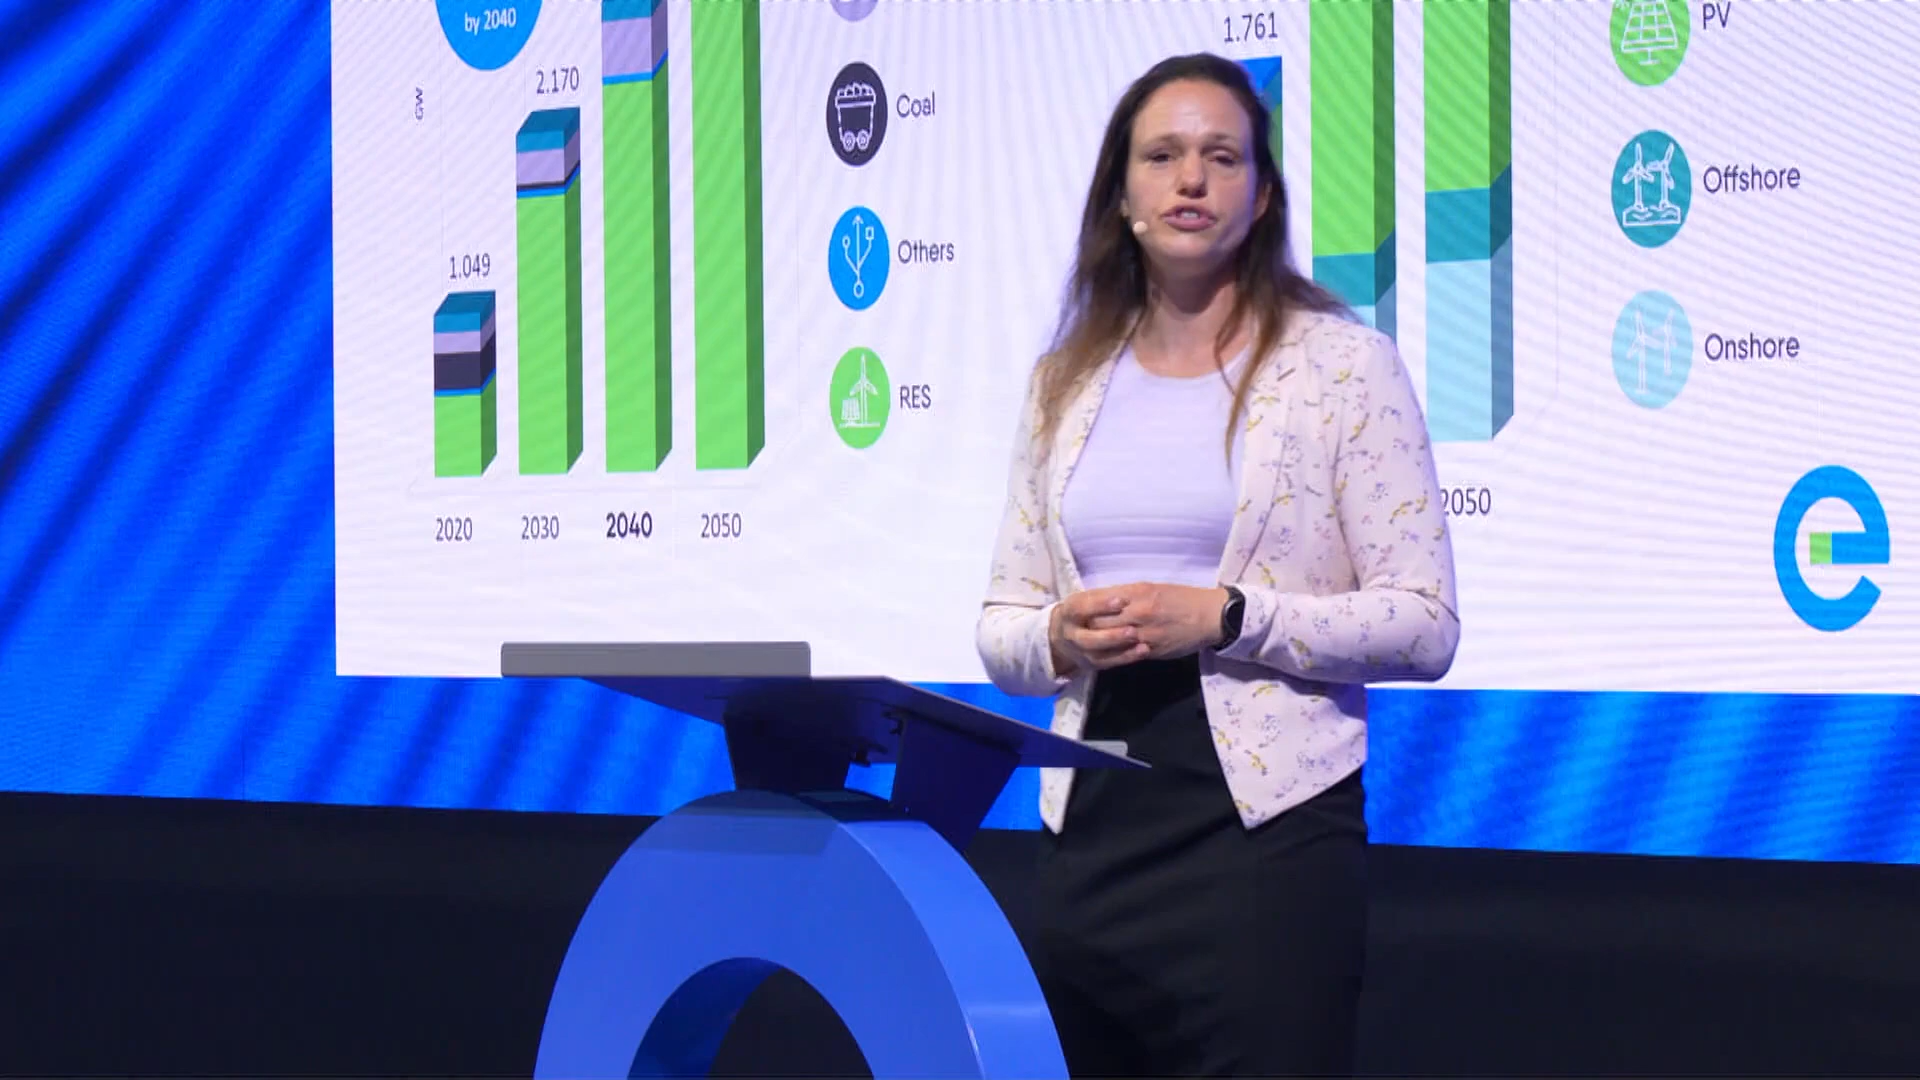 by 2040
GW
1.049
2.170
2020
2030
2040
2050
Coal
Others
RES
1.761
2050
PV
Offshore
Onshore
e